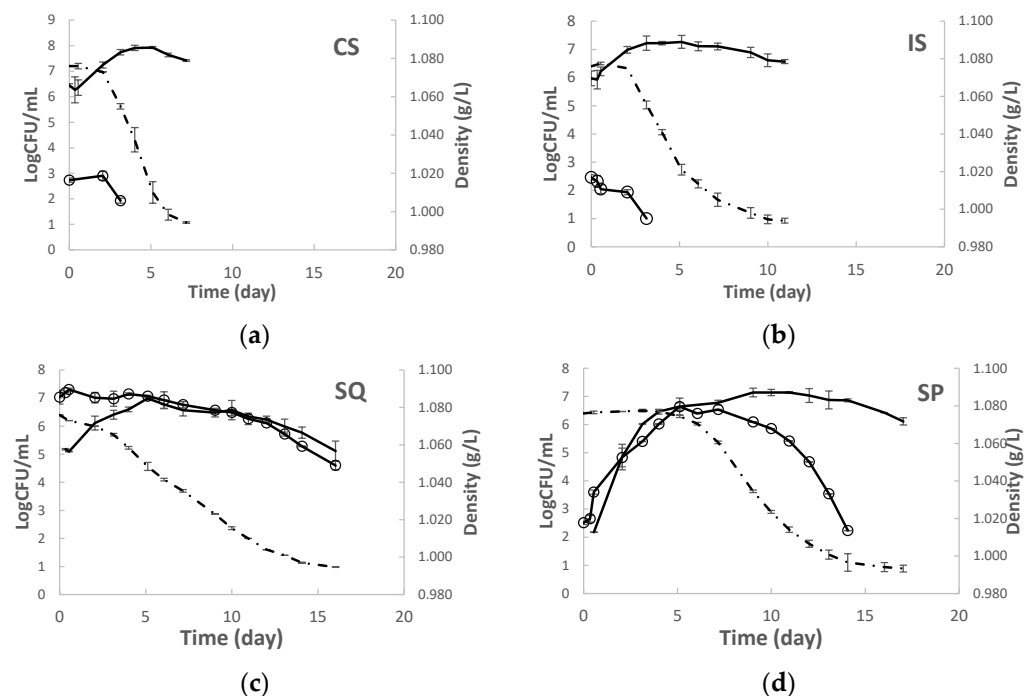 CS
LogCFU/mL
9
8
7
6
5
4
3
2
1
0
1.100
1.080
1.060
1.040
1.020
1.000
0.980
Density (g/L)
0 5 10 15 20
Time (day)
(a)
IS
LogCFU/mL
8
7
6
5
4
3
2
1
0
1.100
1.080
1.060
1.040
1.020
1.000
0.980
Density (g/L)
0 5 10 15 20
Time (day)
(b)
SQ
LogCFU/mL
8
7
6
5
4
3
2
1
0
1.100
1.080
1.060
1.040
1.020
1.000
0.980
Density (g/L)
0 5 10 15 20
Time (day)
(c)
SP
LogCFU/mL
8
7
6
5
4
3
2
1
0
1.100
1.080
1.060
1.040
1.020
1.000
0.980
Density (g/L)
0 5 10 15 20
Time (day)
(d)